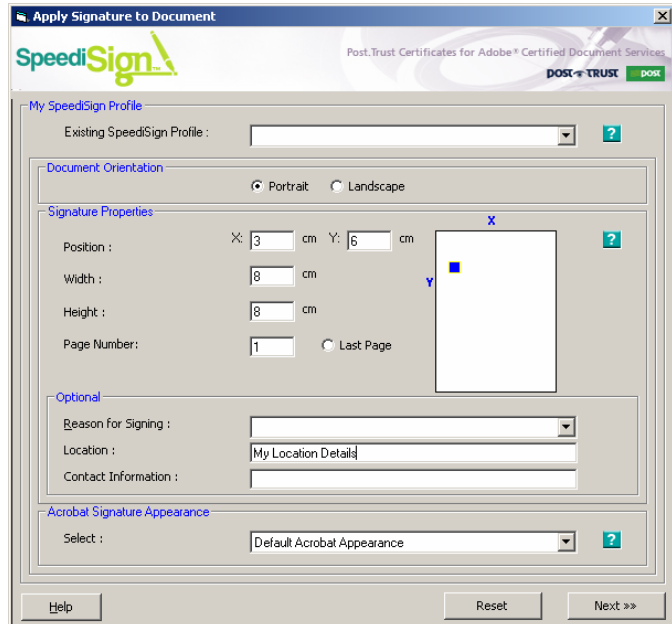 Apply Signature to Document
SpeediSign™
Post.Trust Certificates for Adobe® Certified Document Services
POST TRUST post
My SpeediSign Profile
Existing SpeediSign Profile :
?
Document Orientation
Portrait Landscape
Signature Properties
X
Position : X: 3 cm Y: 6 cm ?
Width : 8 cm Y
Height : 8 cm
Page Number: 1 Last Page
Optional
Reason for Signing :
Location : My Location Details
Contact Information :
Acrobat Signature Appearance
Select : Default Acrobat Appearance ?
Help Reset Next »»